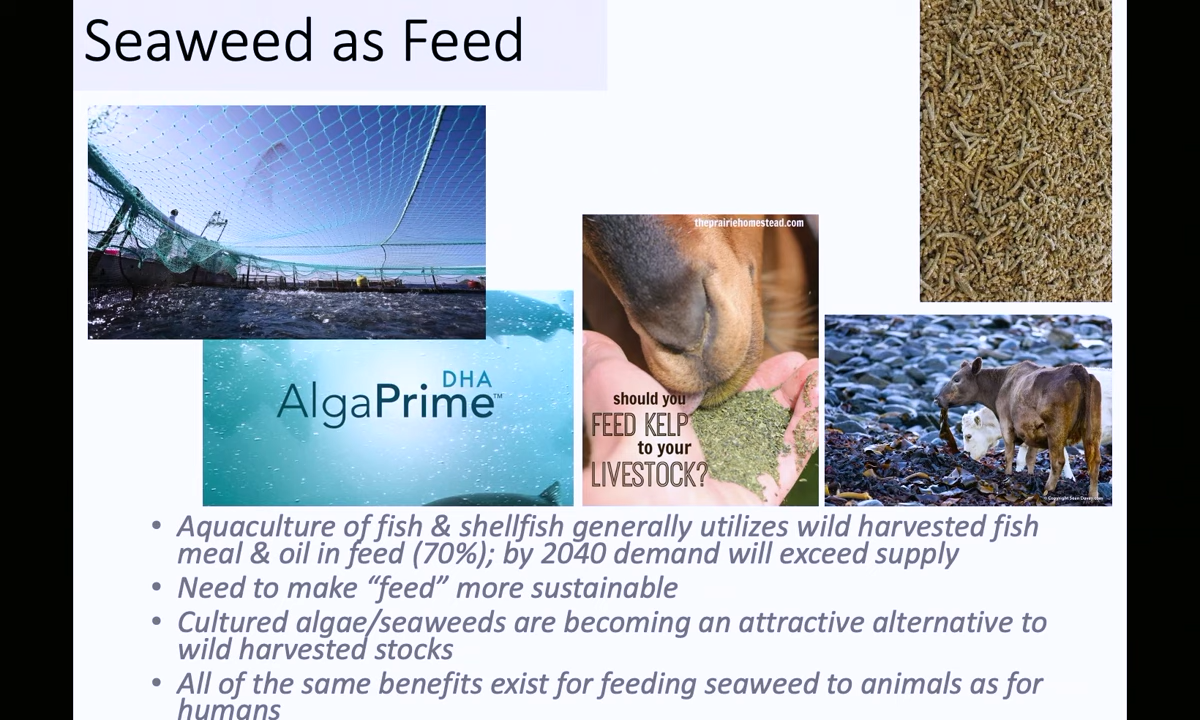 Seaweed as Feed
theprairiehomestead.com
DHA
AlgaPrime™
should you
FEED KELP
to your
LIVESTOCK?
• Aquaculture of fish & shellfish generally utilizes wild harvested fish
meal & oil in feed (70%); by 2040 demand will exceed supply
• Need to make “feed” more sustainable
• Cultured algae/seaweeds are becoming an attractive alternative to
wild harvested stocks
• All of the same benefits exist for feeding seaweed to animals as for
humans